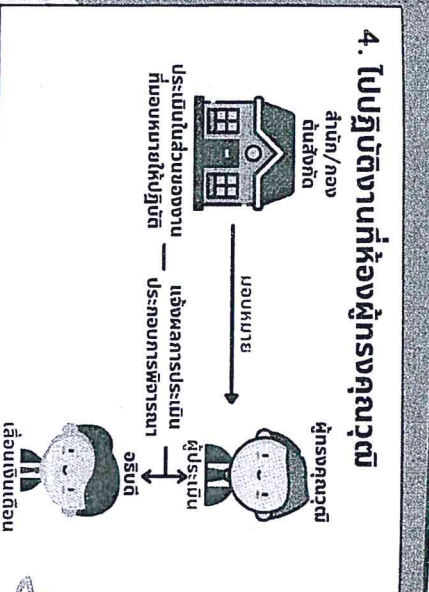 4. ไปปฏิบัติงานที่ห้องผู้ทรงคุณวุฒิ
สำนัก/กอง
ต้นสังกัด
มอบหมาย
ผู้ทรงคุณวุฒิ
ผู้ประเมิน
ประเมินในส่วนของงาน
ที่มอบหมายให้ปฏิบัติ
แจ้งผลการประเมิน
ประกอบการพิจารณา
อธิบดี
เลื่อนเงินเดือน